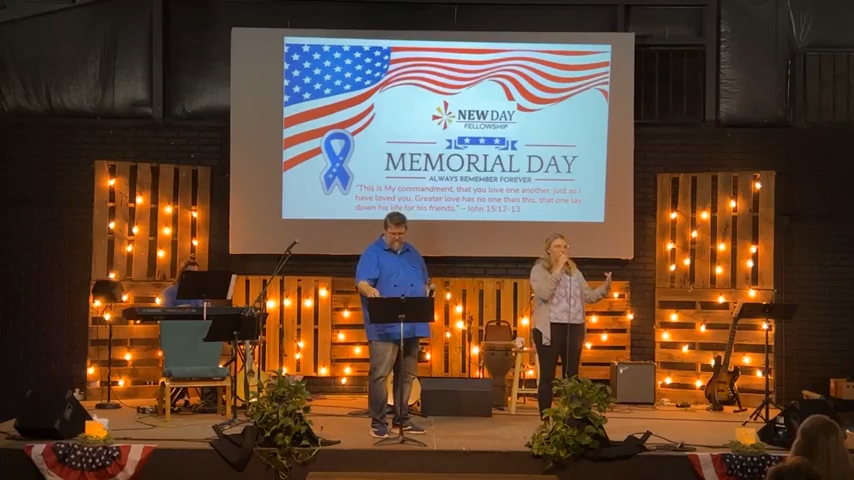 NEW DAY
FELLOWSHIP
MEMORIAL DAY
ALWAYS REMEMBER FOREVER
"This is My commandment, that you love one another, just as I
have loved you. Greater love has no one than this, that one lay
down his life for his friends." – John 15:12-13